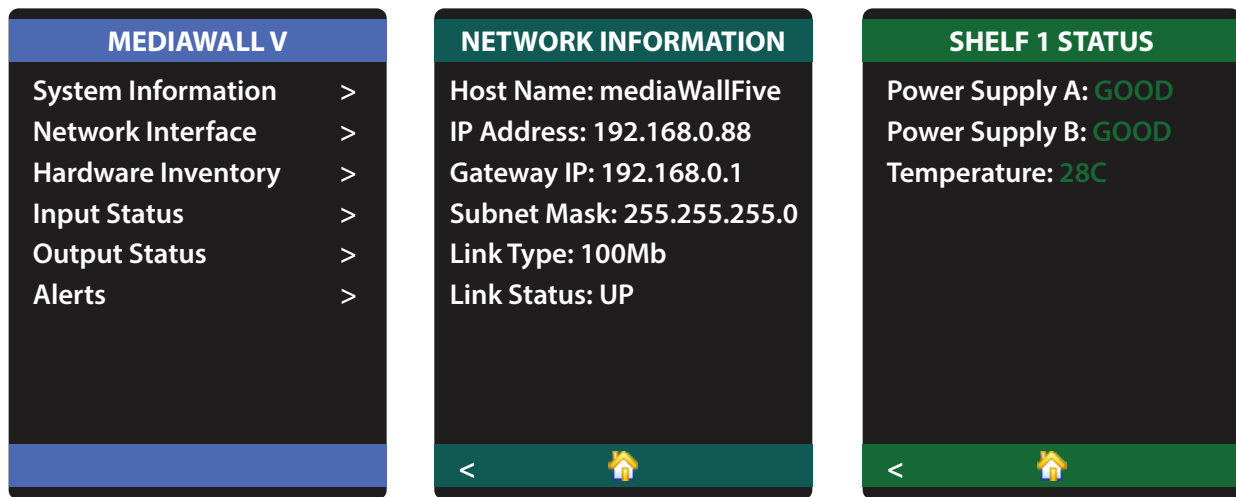 MEDIAWALL V
System Information >
Network Interface >
Hardware Inventory >
Input Status >
Output Status >
Alerts >
NETWORK INFORMATION
Host Name: mediaWallFive
IP Address: 192.168.0.88
Gateway IP: 192.168.0.1
Subnet Mask: 255.255.255.0
Link Type: 100Mb
Link Status: UP
<
SHELF 1 STATUS
Power Supply A: GOOD
Power Supply B: GOOD
Temperature: 28C
<